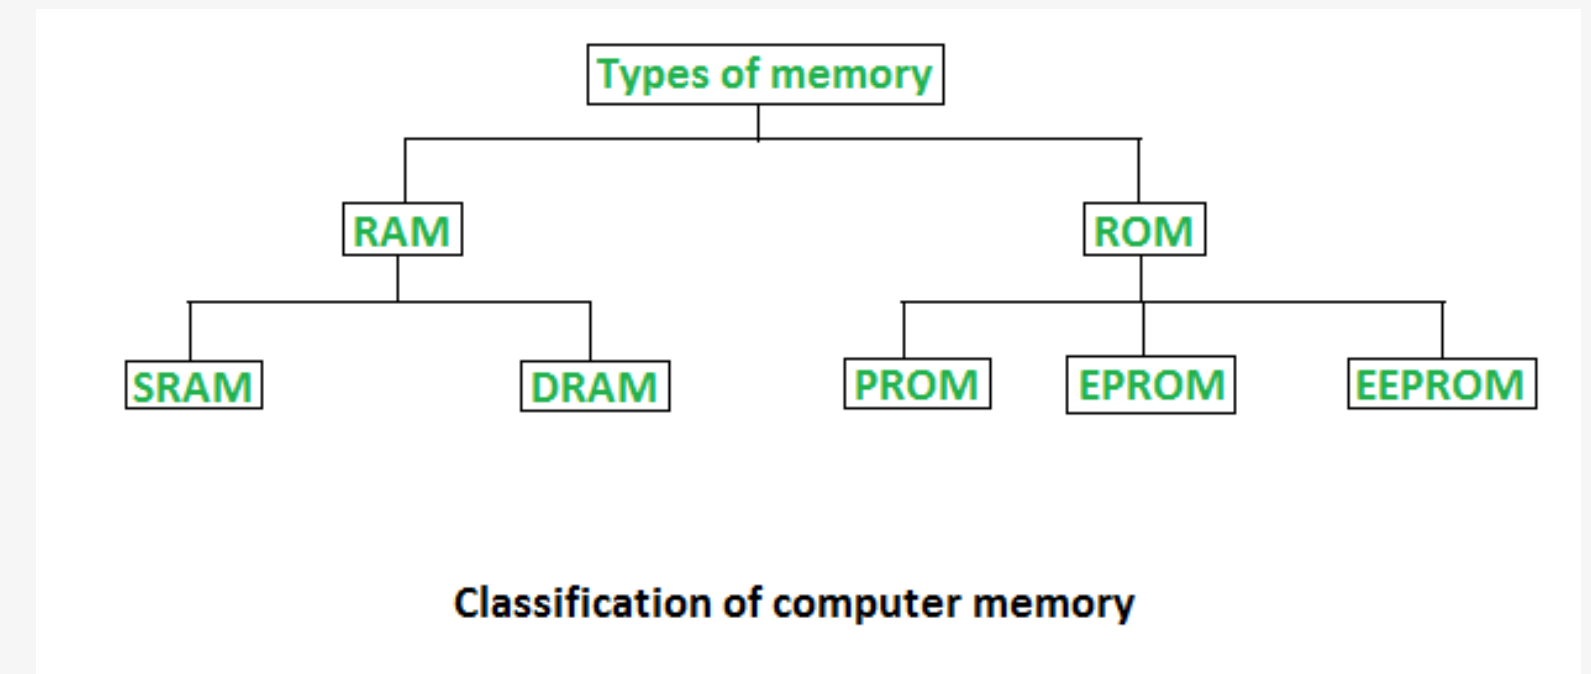 Types of memory
RAM
ROM
SRAM
DRAM
PROM
EPROM
EEPROM
Classification of computer memory